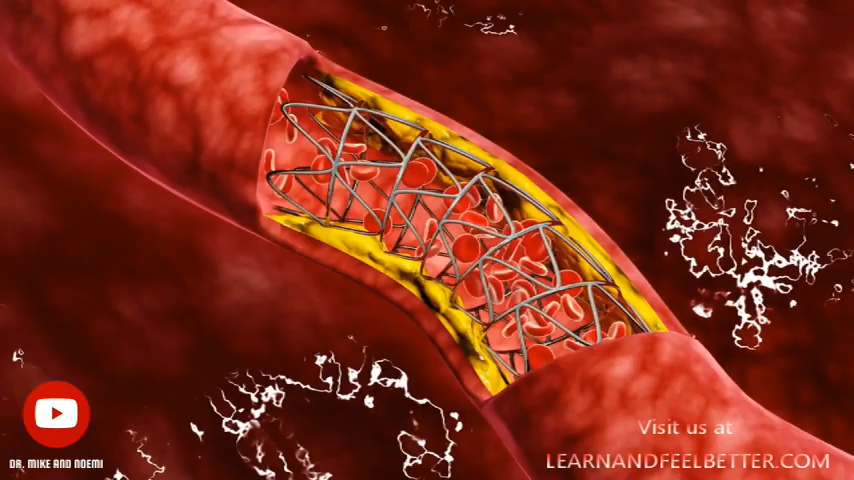 DR. MIKE AND NOEMI
Visit us at
LEARNANDFEELBETTER.COM